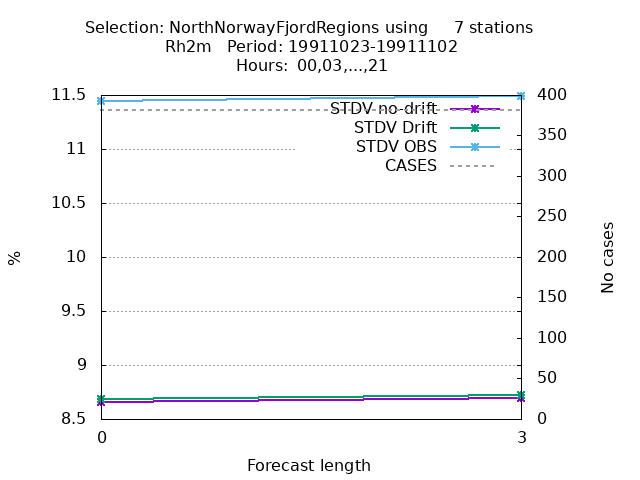 Selection: NorthNorwayFjordRegions using     7 stations
Rh2m   Period: 19911023-19911102
Hours:  00,03,...,21
11.5
11
10.5
10
9.5
9
8.5
%
400
350
300
250
200
150
100
50
0
No cases
STDV no-drift
STDV Drift
STDV OBS
CASES
0
3
Forecast length